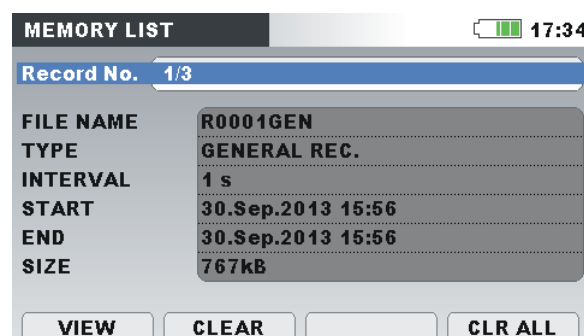 MEMORY LIST 17:34
Record No. 1/3
FILE NAME R0001GEN
TYPE GENERAL REC.
INTERVAL 1 s
START 30.Sep.2013 15:56
END 30.Sep.2013 15:56
SIZE 767kB
VIEW CLEAR CLR ALL